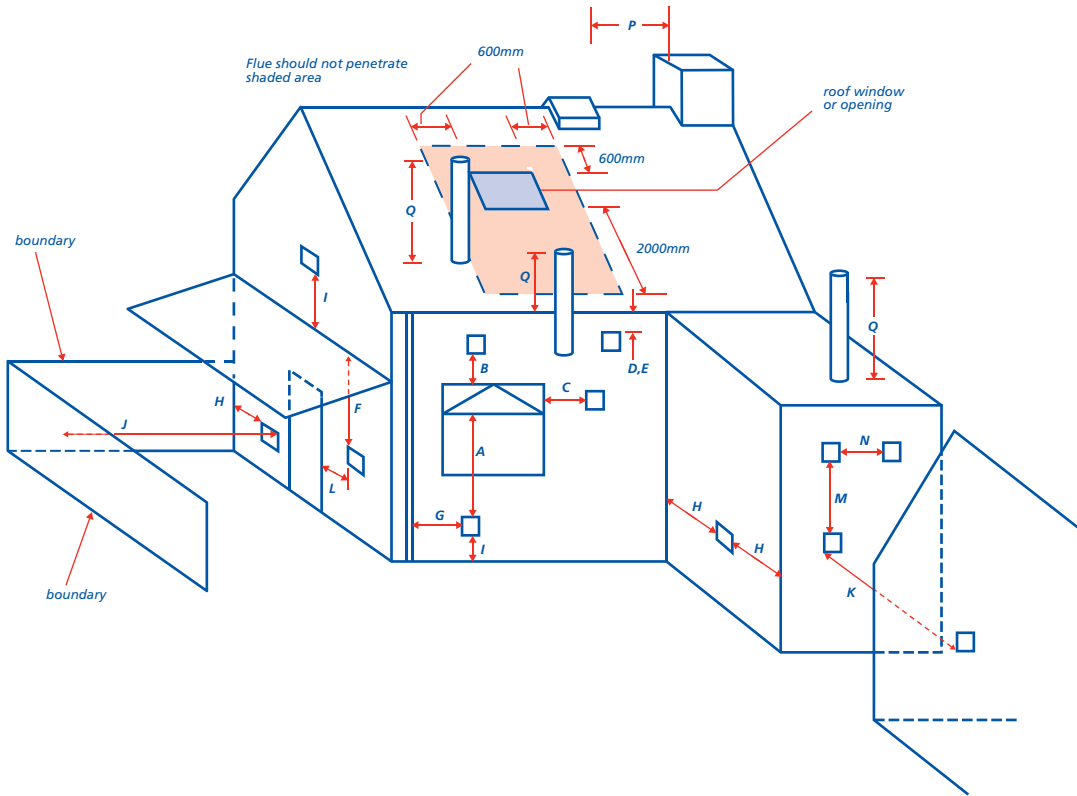 P
600mm
Flue should not penetrate
shaded area
roof window
or opening
600mm
Q
boundary
2000mm
Q
I
Q
B
D,E
C
H
F
J
N
A
L
M
G
H
I
H
K
boundary